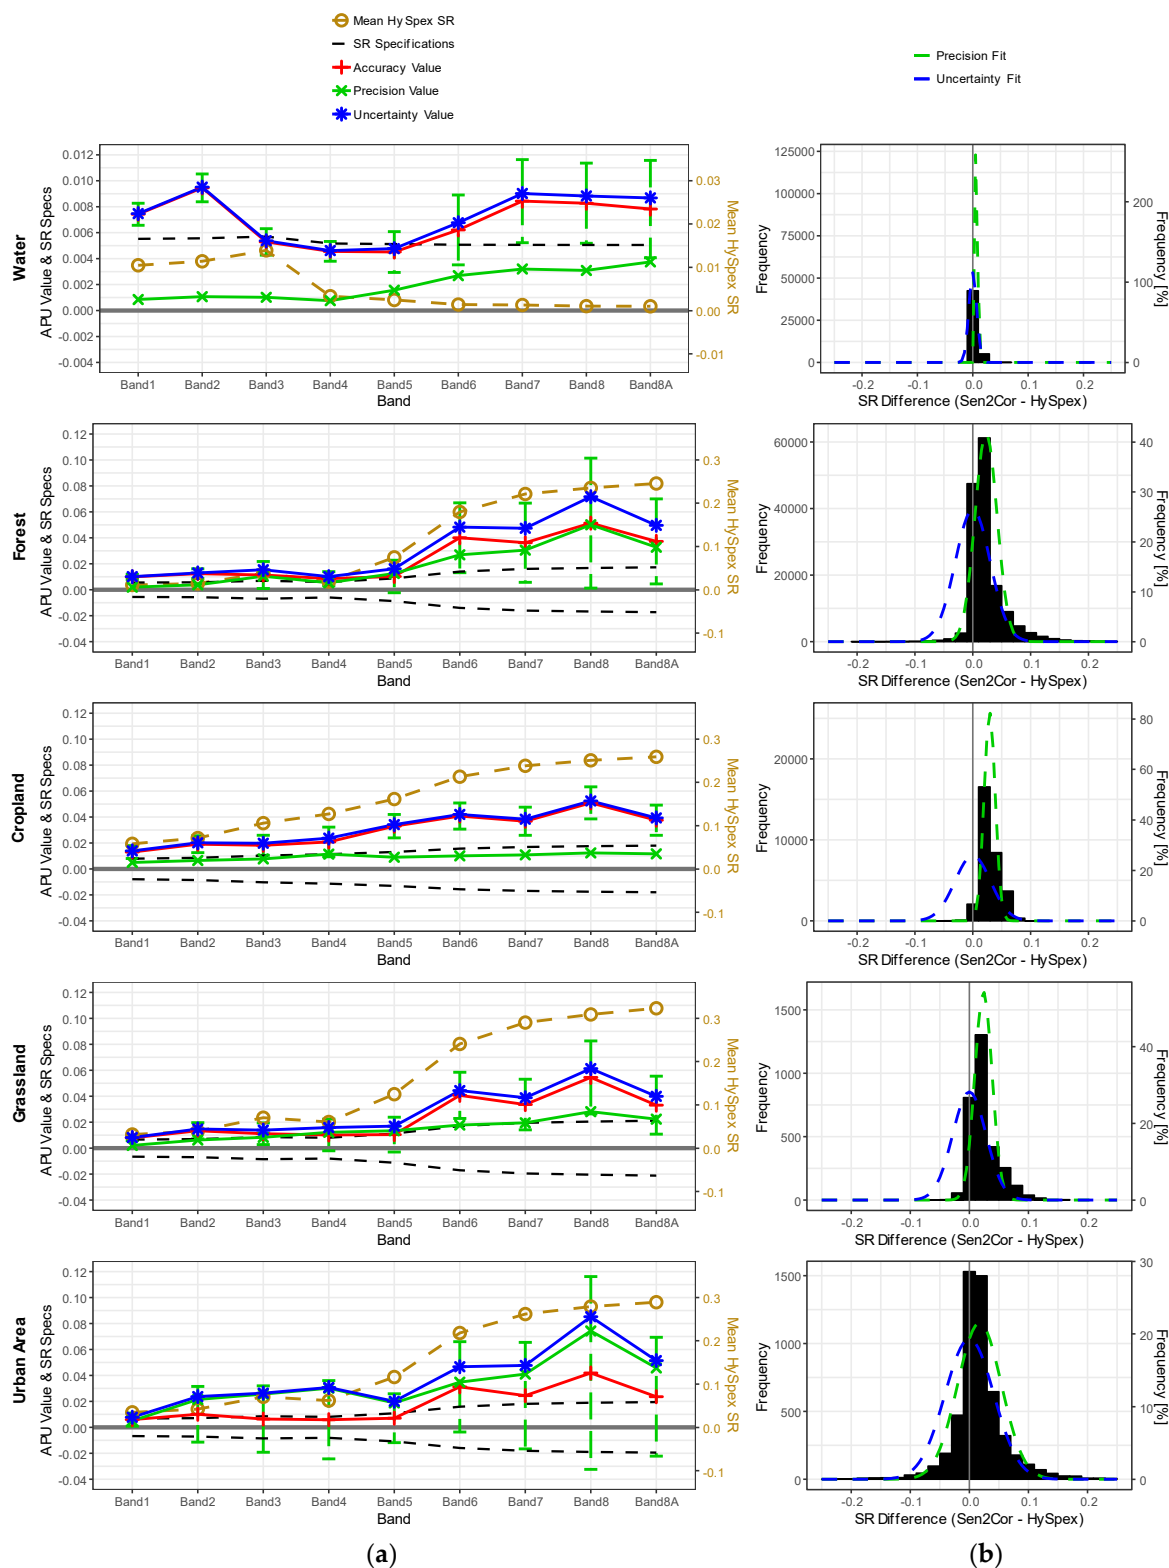 Mean HySpex SR
SR Specifications
Accuracy Value
Precision Value
Uncertainty Value
Precision Fit
Uncertainty Fit
Water
APU Value & SR Specs
0.012
0.010
0.008
0.006
0.004
0.002
0.000
-0.002
-0.004
0.03
0.02
0.01
0.00
-0.01
Mean HySpex SR
Band1 Band2 Band3 Band4 Band5 Band6 Band7 Band8 Band8A
Band
Frequency
125000
100000
75000
50000
25000
0
200
100
0
Frequency [%]
-0.2 -0.1 0.0 0.1 0.2
SR Difference (Sen2Cor - HySpex)
Forest
APU Value & SR Specs
0.12
0.10
0.08
0.06
0.04
0.02
0.00
-0.02
-0.04
0.3
0.2
0.1
0.0
-0.1
Mean HySpex SR
Band1 Band2 Band3 Band4 Band5 Band6 Band7 Band8 Band8A
Band
Frequency
60000
40000
20000
0
40
30
20
10
0
Frequency [%]
-0.2 -0.1 0.0 0.1 0.2
SR Difference (Sen2Cor - HySpex)
Cropland
APU Value & SR Specs
0.12
0.10
0.08
0.06
0.04
0.02
0.00
-0.02
-0.04
0.3
0.2
0.1
0.0
-0.1
Mean HySpex SR
Band1 Band2 Band3 Band4 Band5 Band6 Band7 Band8 Band8A
Band
Frequency
20000
10000
0
80
60
40
20
0
Frequency [%]
-0.2 -0.1 0.0 0.1 0.2
SR Difference (Sen2Cor - HySpex)
Grassland
APU Value & SR Specs
0.12
0.10
0.08
0.06
0.04
0.02
0.00
-0.02
-0.04
0.3
0.2
0.1
0.0
-0.1
Mean HySpex SR
Band1 Band2 Band3 Band4 Band5 Band6 Band7 Band8 Band8A
Band
Frequency
1500
1000
500
0
40
20
0
Frequency [%]
-0.2 -0.1 0.0 0.1 0.2
SR Difference (Sen2Cor - HySpex)
Urban Area
APU Value & SR Specs
0.12
0.10
0.08
0.06
0.04
0.02
0.00
-0.02
-0.04
0.3
0.2
0.1
0.0
-0.1
Mean HySpex SR
Band1 Band2 Band3 Band4 Band5 Band6 Band7 Band8 Band8A
Band
Frequency
1500
1000
500
0
30
20
10
0
Frequency [%]
-0.2 -0.1 0.0 0.1 0.2
SR Difference (Sen2Cor - HySpex)
(a)
(b)